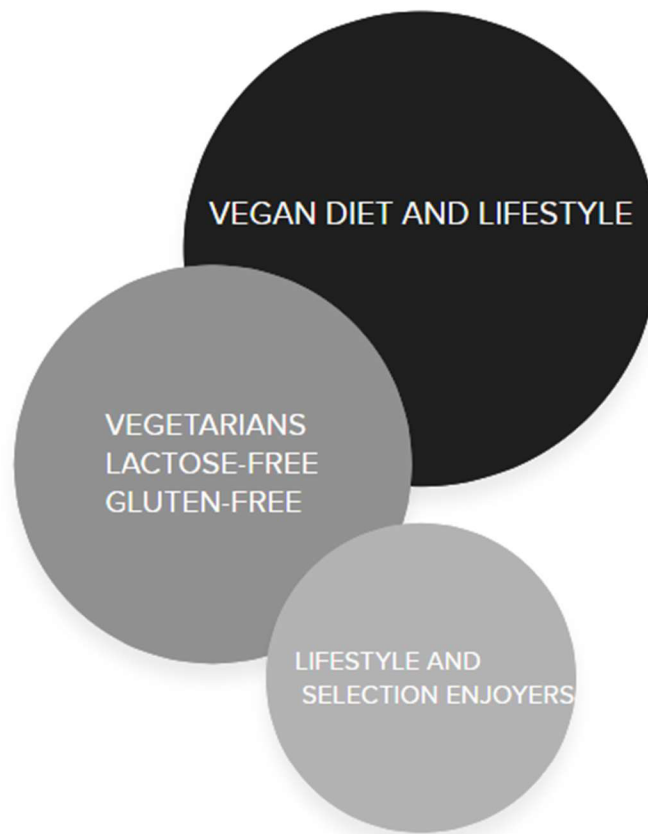 VEGAN DIET AND LIFESTYLE
VEGETARIANS
LACTOSE-FREE
GLUTEN-FREE
LIFESTYLE AND
SELECTION ENJOYERS